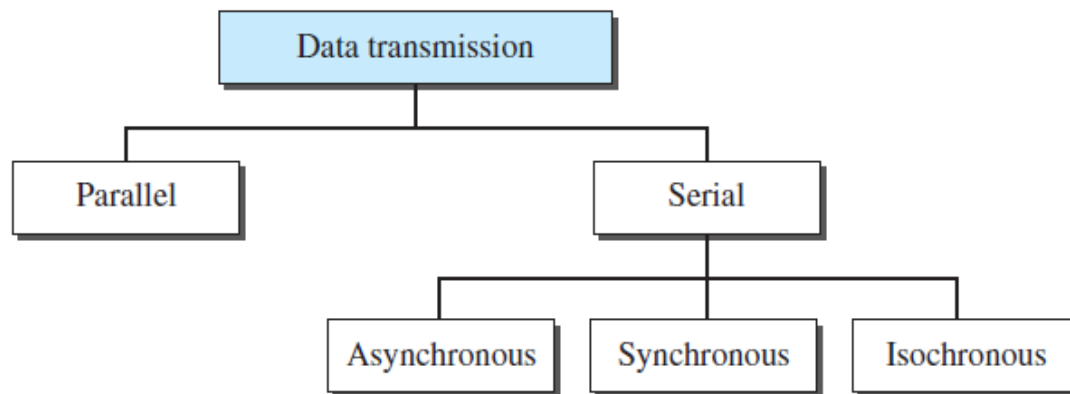 Data transmission
Parallel
Serial
Asynchronous
Synchronous
Isochronous